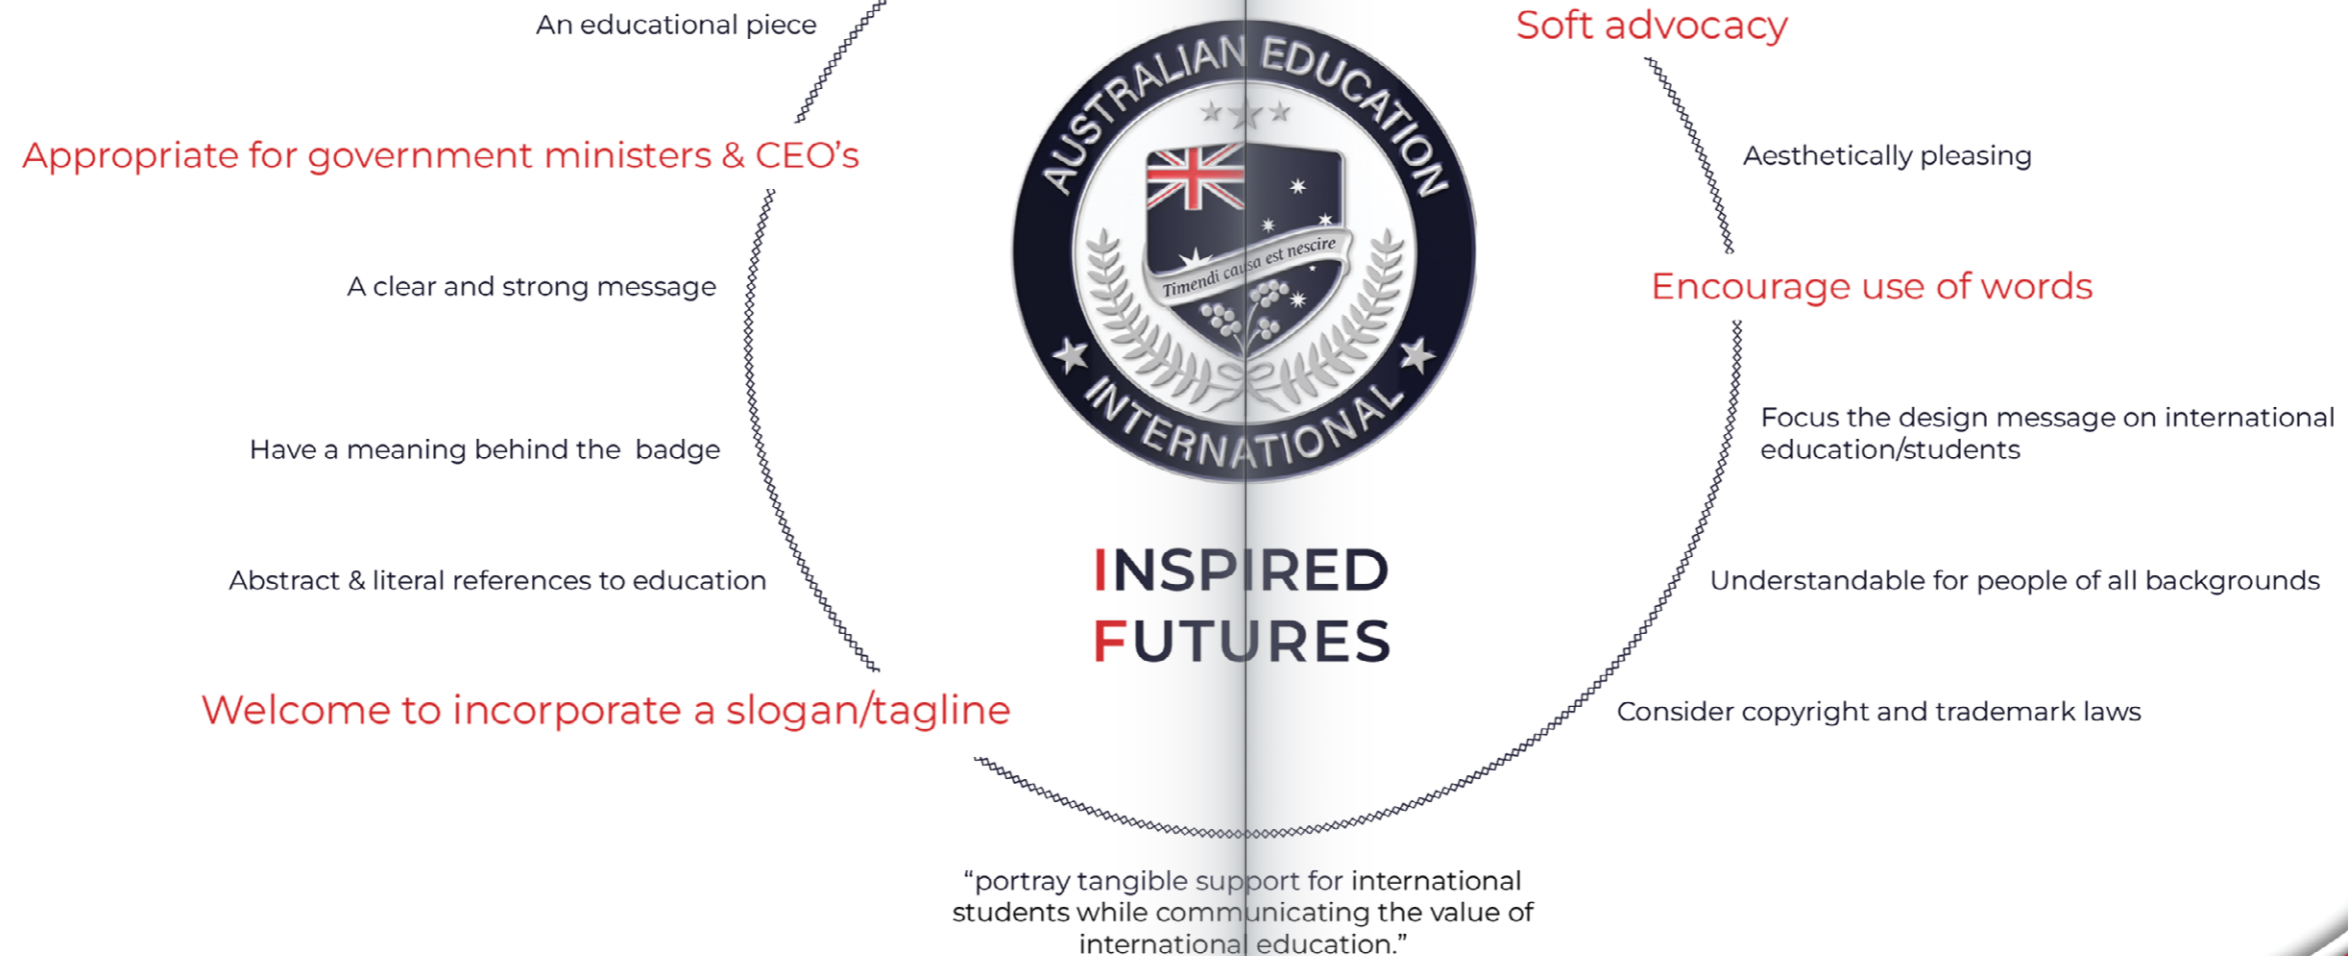 An educational piece
Appropriate for government ministers & CEO’s
A clear and strong message
Have a meaning behind the badge
Abstract & literal references to education
Welcome to incorporate a slogan/tagline
AUSTRALIAN EDUCATION
Timendi causa est nescire
INTERNATIONAL
INSPIRED
FUTURES
Soft advocacy
Aesthetically pleasing
Encourage use of words
Focus the design message on international
education/students
Understandable for people of all backgrounds
Consider copyright and trademark laws
“portray tangible support for international
students while communicating the value of
international education.”